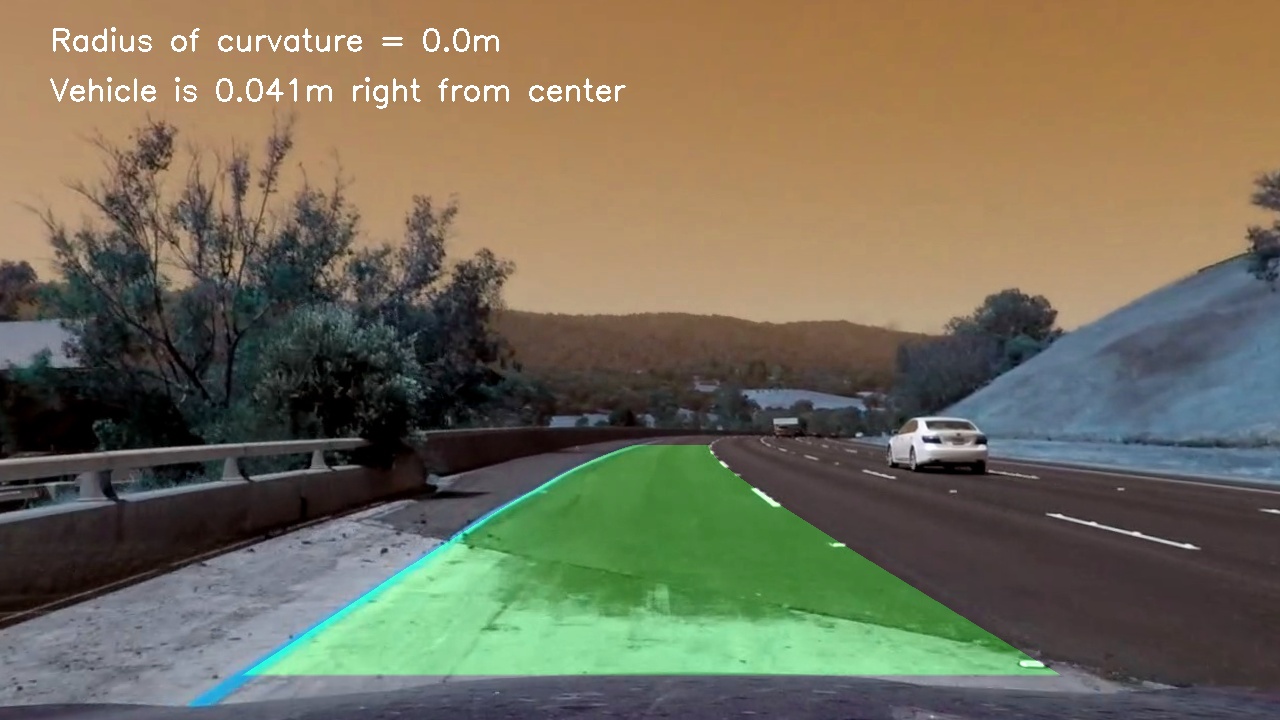 Radius of curvature = 0.0m
Vehicle is 0.041m right from center